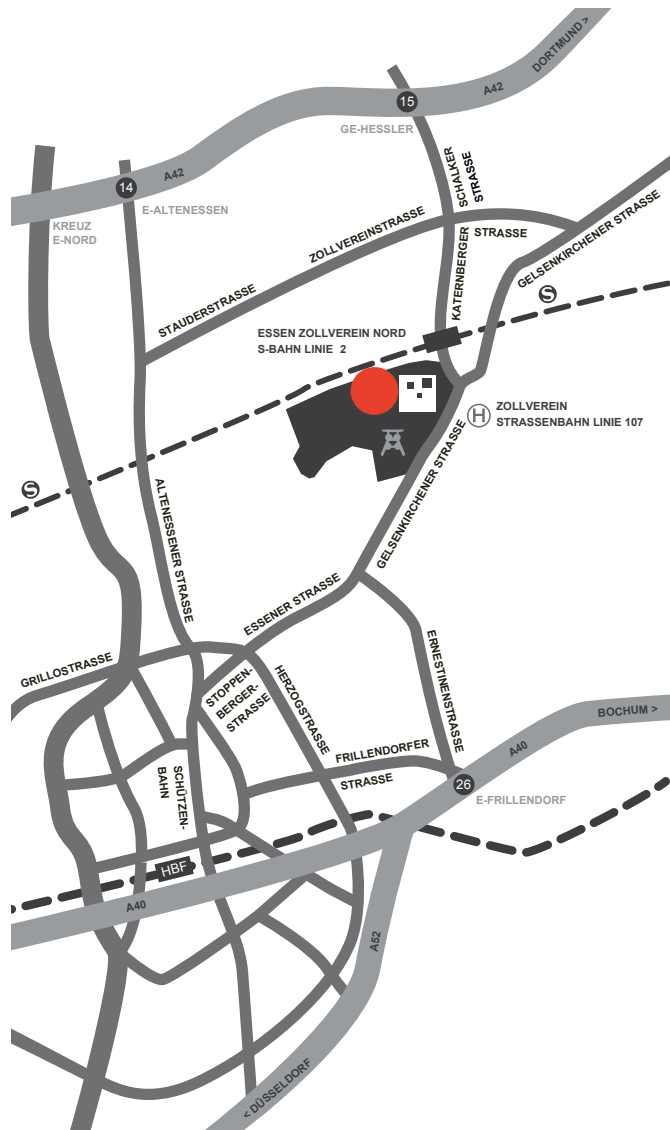 DORTMUND >
A42
15
GE-HESSLER
SCHALKER
STRASSE
A42
14
E-ALTENESSEN
KREUZ
E-NORD
ZOLLVEREINSTRASSE
STRASSE
GELSENKIRCHENER STRASSE
KATERNBERGER
STAUDERSTRASSE
S
ESSEN ZOLLVEREIN NORD
S-BAHN LINIE 2
H
ZOLLVEREIN
STRASSENBAHN LINIE 107
S
GELSENKIRCHENER STRASSE
ALTENESSENER STRASSE
ESSENER STRASSE
GRILLOSTRASSE
STOPPEN-
BERGER-
STRASSE
HERZOGSTRASSE
ERNESTINENSTRASSE
BOCHUM >
A40
FRILLENDORFER
STRASSE
26
E-FRILLENDORF
SCHÜTZEN-
BAHN
HBF
A40
A52
< DÜSSELDORF